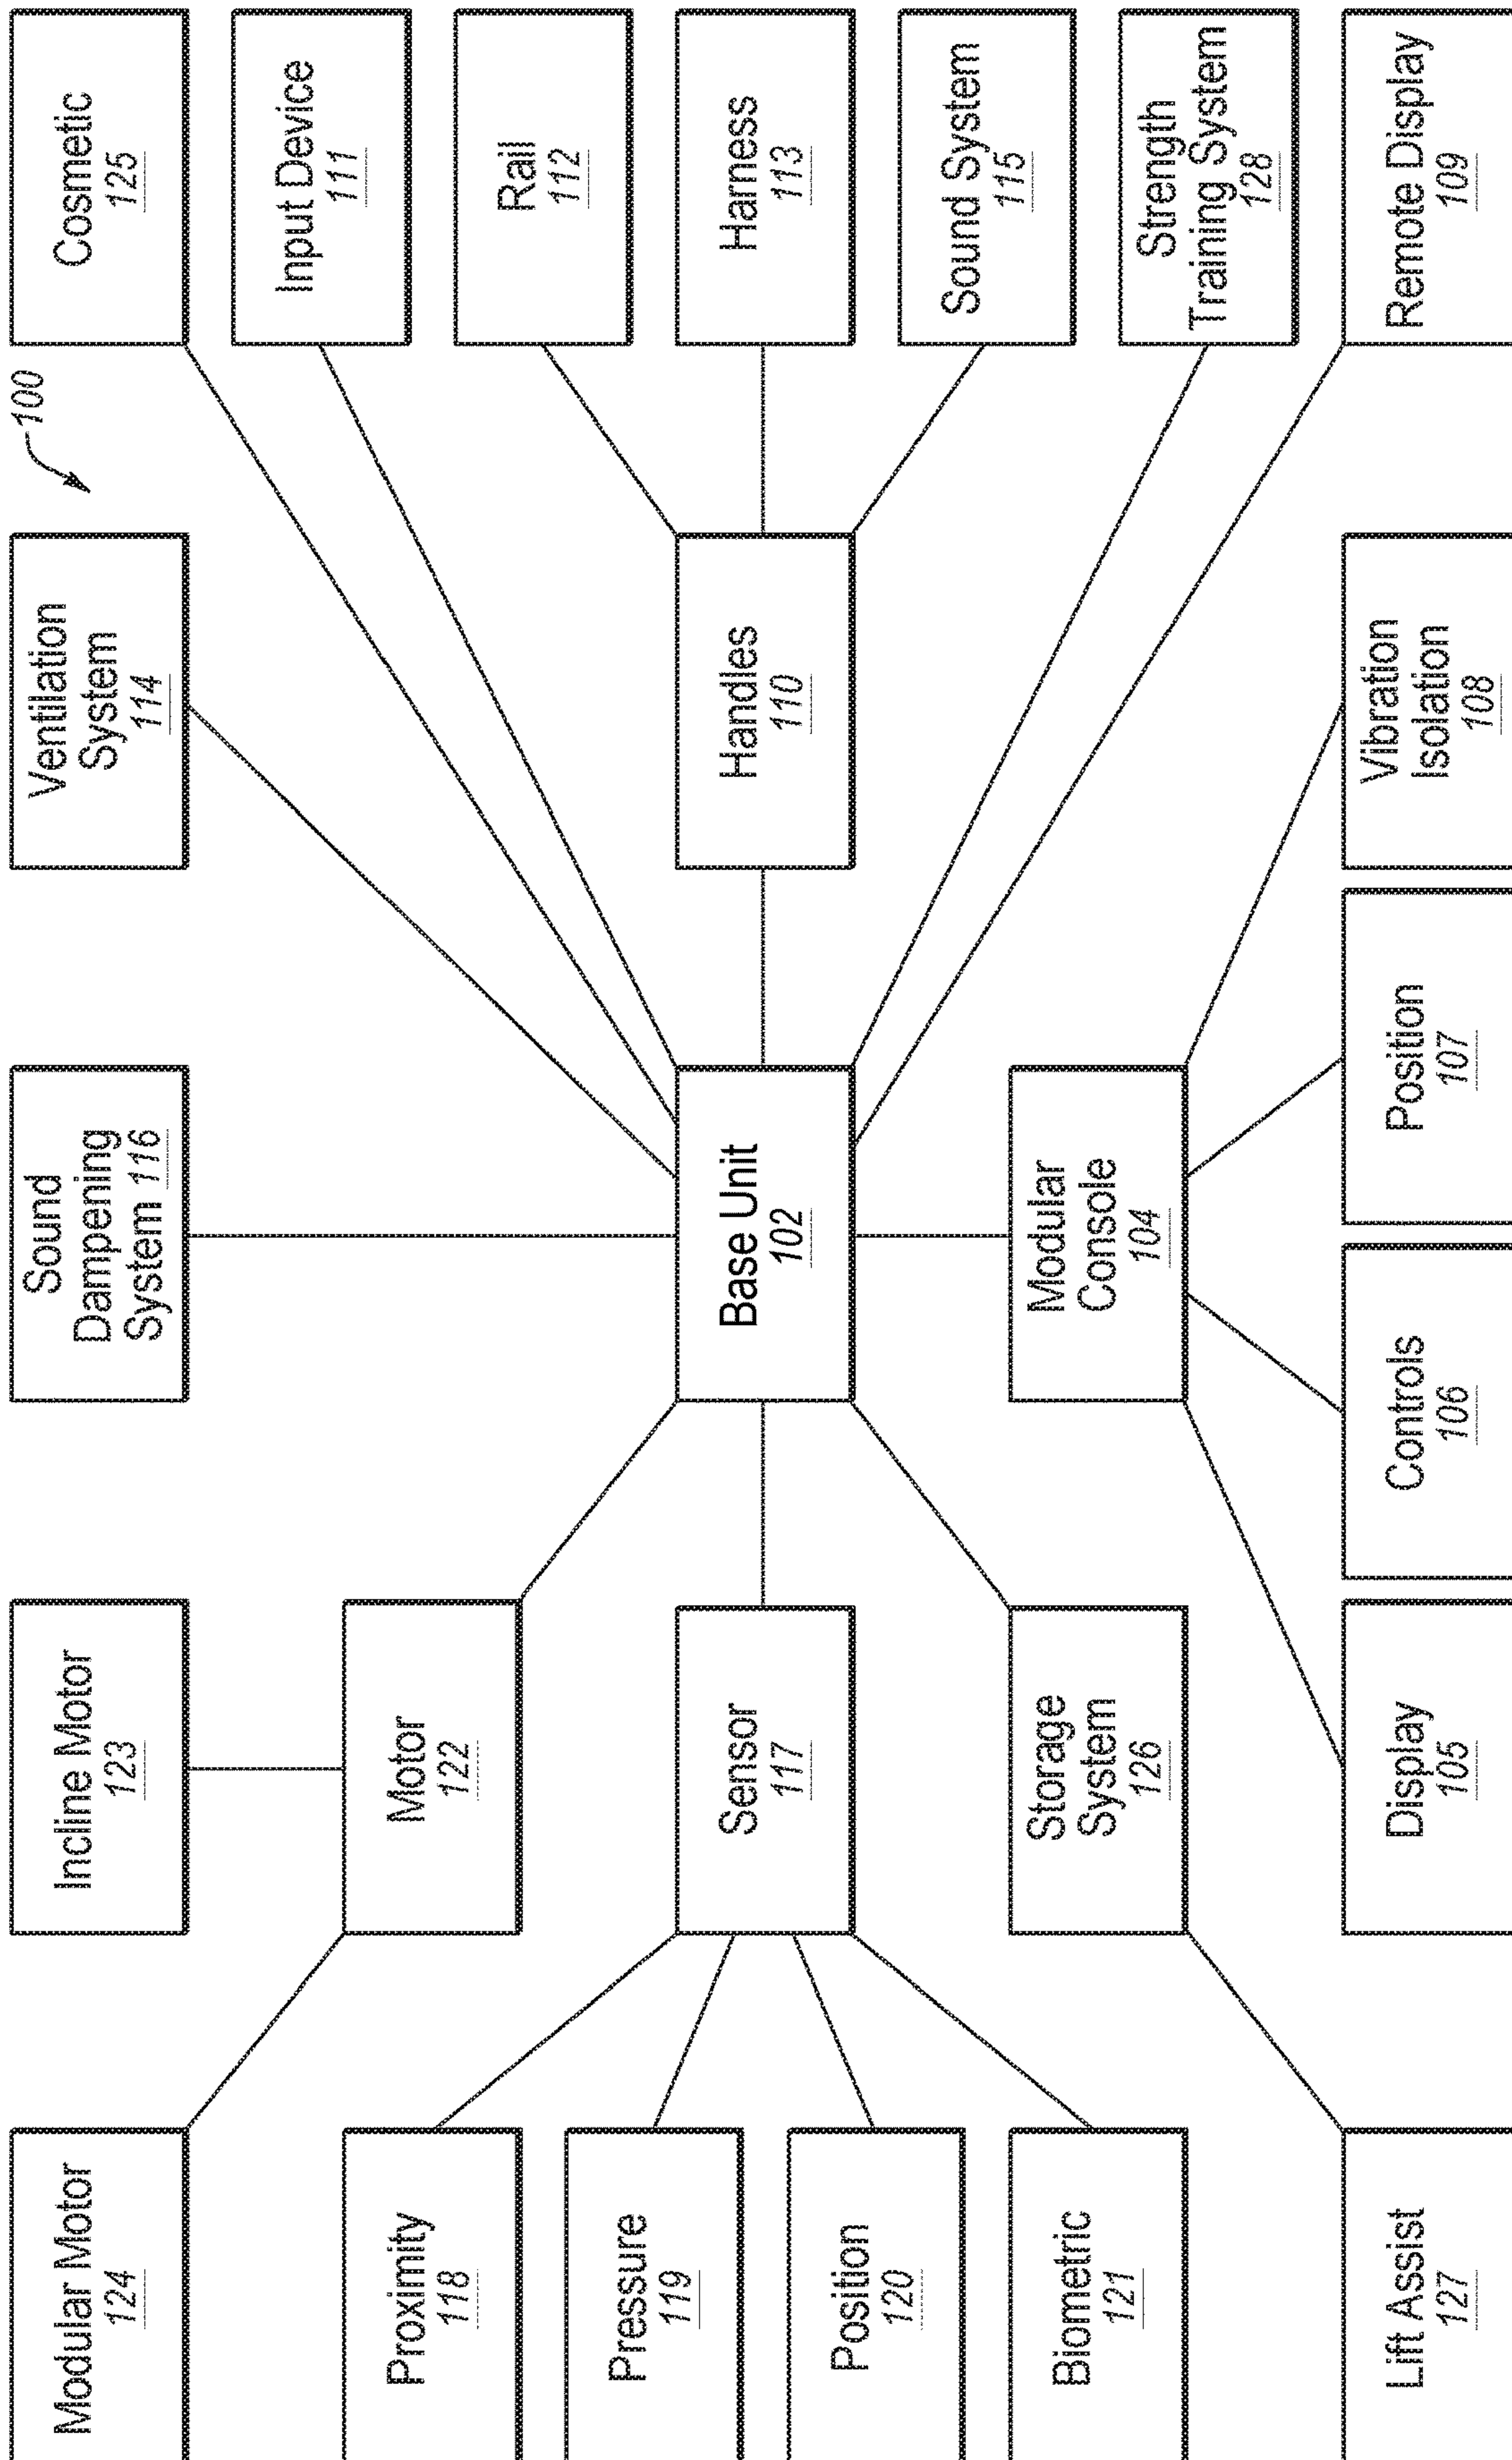 Modular Motor
124
Incline Motor
123
Sound
Dampening
System 116
Ventilation
System
114
100
Cosmetic
125
Input Device
111
Proximity
118
Motor
122
Rail
112
Pressure
119
Sensor
117
Base Unit
102
Handles
110
Harness
113
Position
120
Sound System
115
Biometric
121
Storage
System
126
Modular
Console
104
Strength
Training System
128
Lift Assist
127
Display
105
Controls
106
Position
107
Vibration
Isolation
108
Remote Display
109